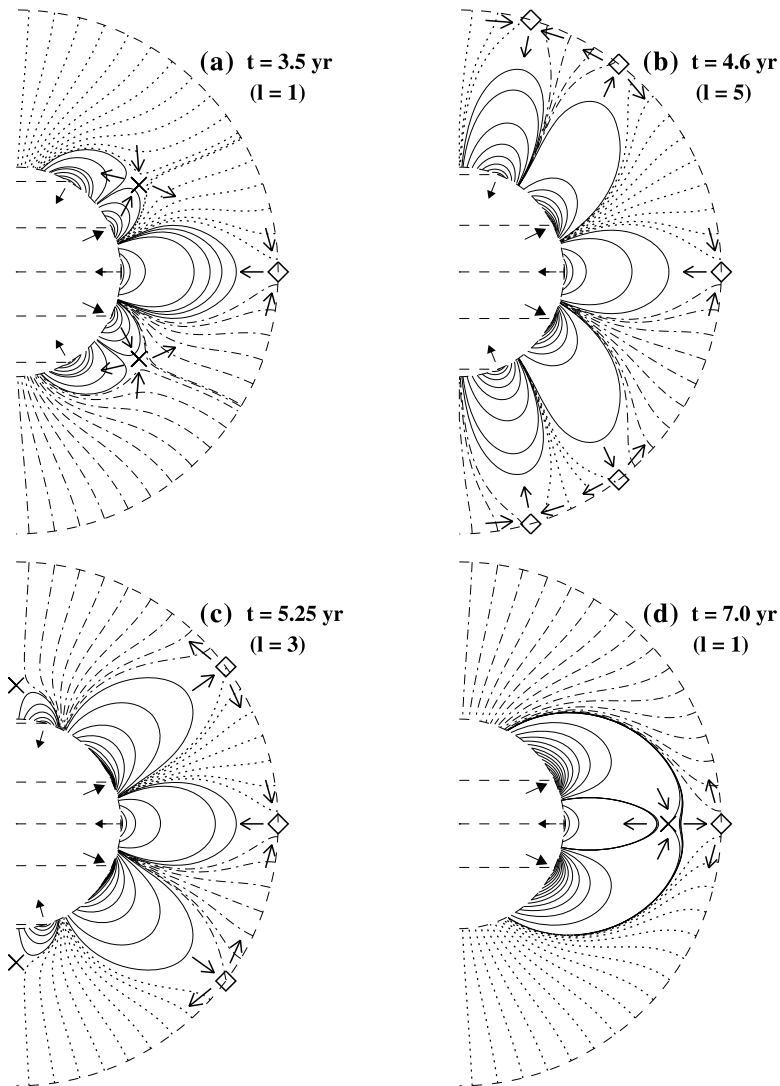 (a) t = 3.5 yr
(l = 1)
(b) t = 4.6 yr
(l = 5)
(c) t = 5.25 yr
(l = 3)
(d) t = 7.0 yr
(l = 1)